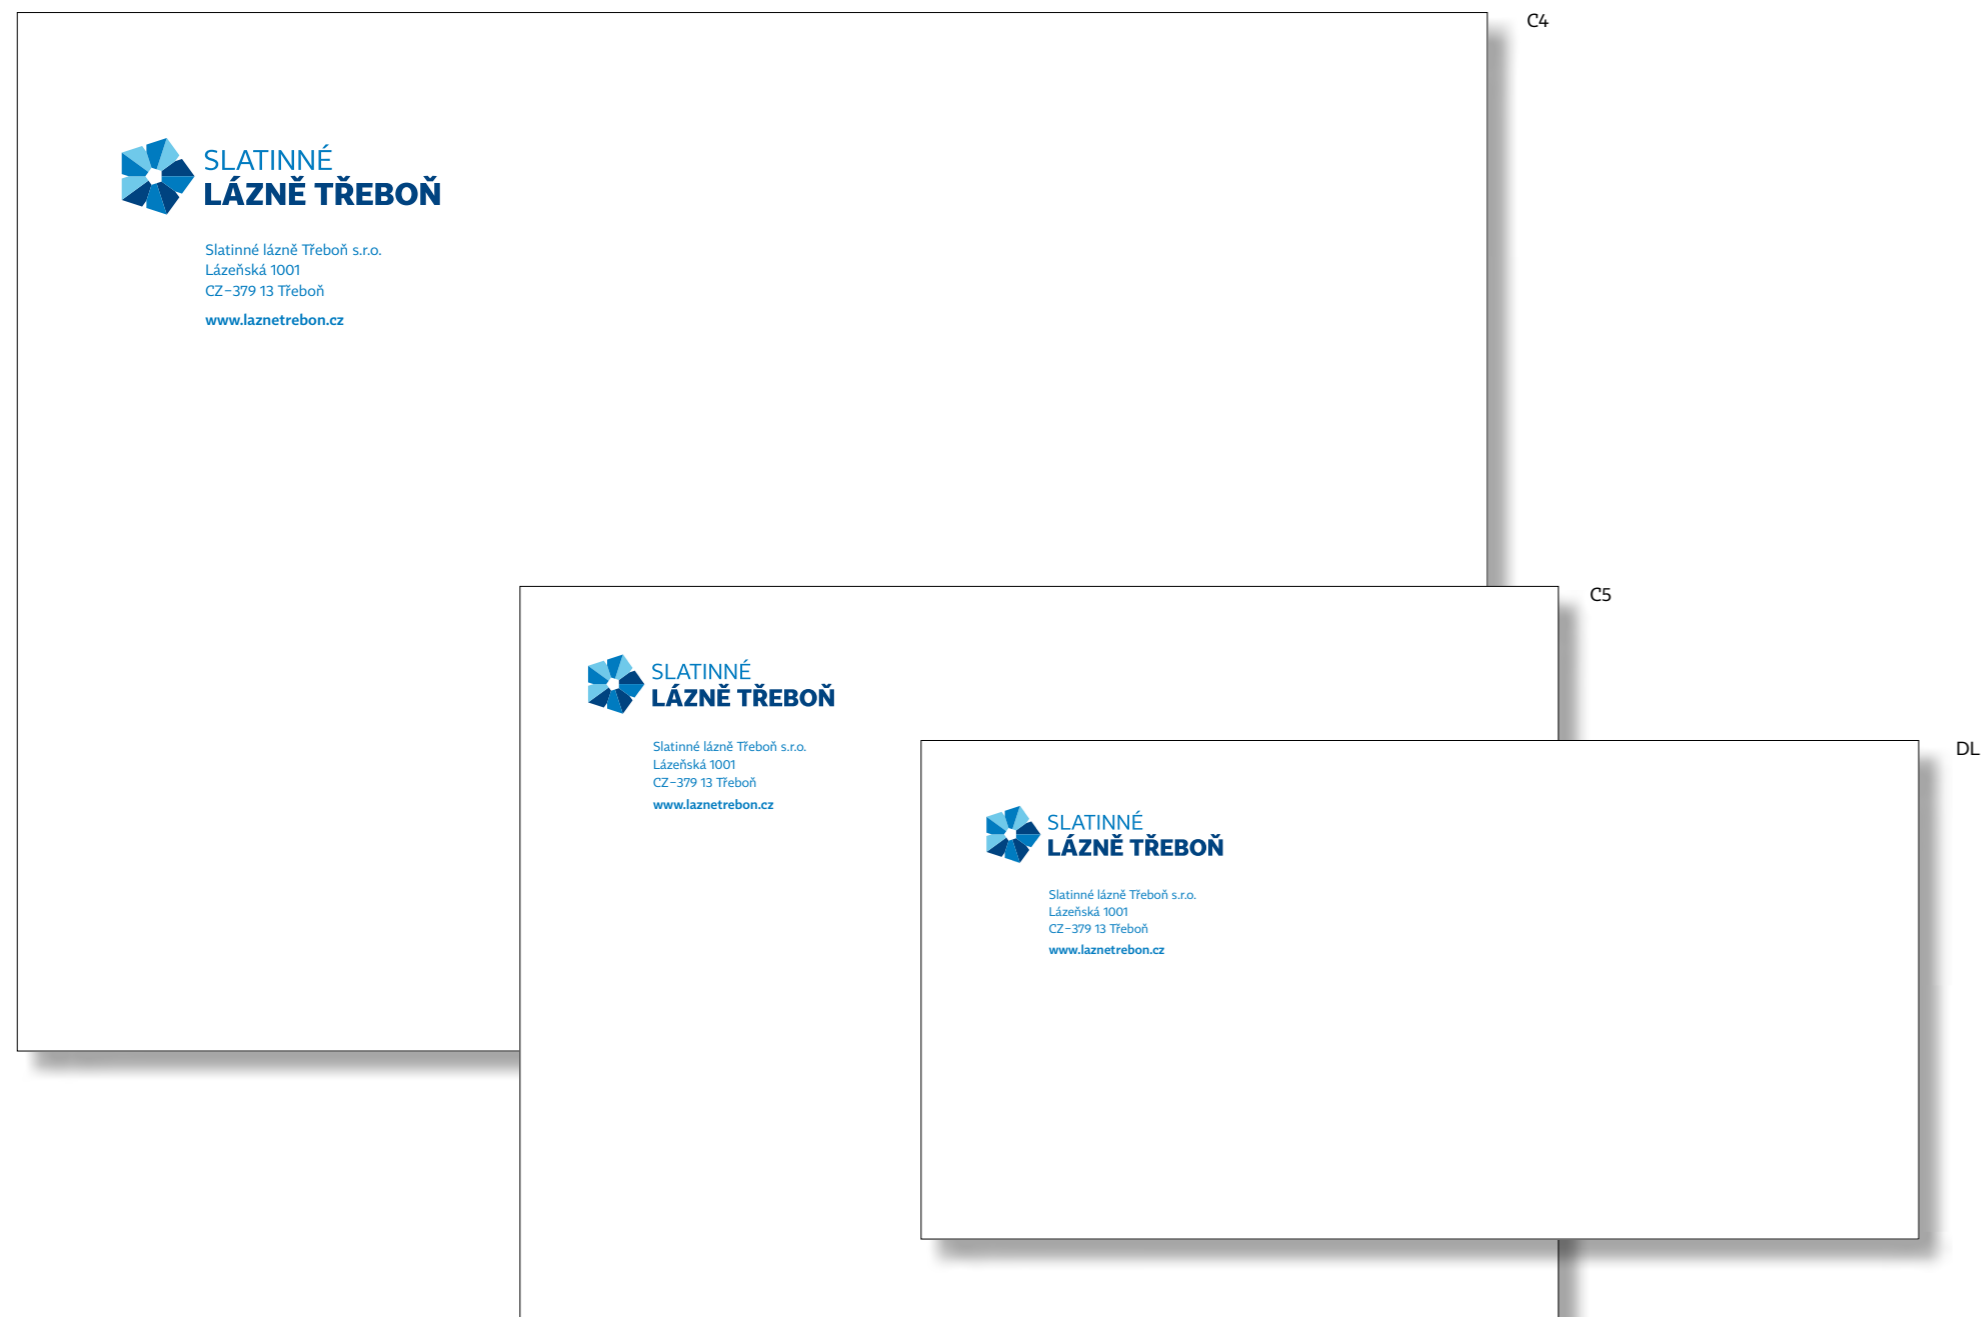 C4
SLATINNÉ
LÁZNĚ TŘEBOŇ
Slatinné lázně Třeboň s.r.o.
Lázeňská 1001
CZ–379 13 Třeboň
www.laznetrebon.cz
C5
SLATINNÉ
LÁZNĚ TŘEBOŇ
Slatinné lázně Třeboň s.r.o.
Lázeňská 1001
CZ–379 13 Třeboň
www.laznetrebon.cz
DL
SLATINNÉ
LÁZNĚ TŘEBOŇ
Slatinné lázně Třeboň s.r.o.
Lázeňská 1001
CZ–379 13 Třeboň
www.laznetrebon.cz